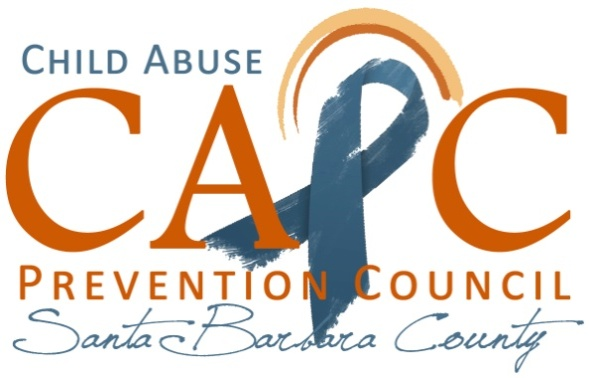 CHILD ABUSE
CAPC
PREVENTION COUNCIL
Santa Barbara County